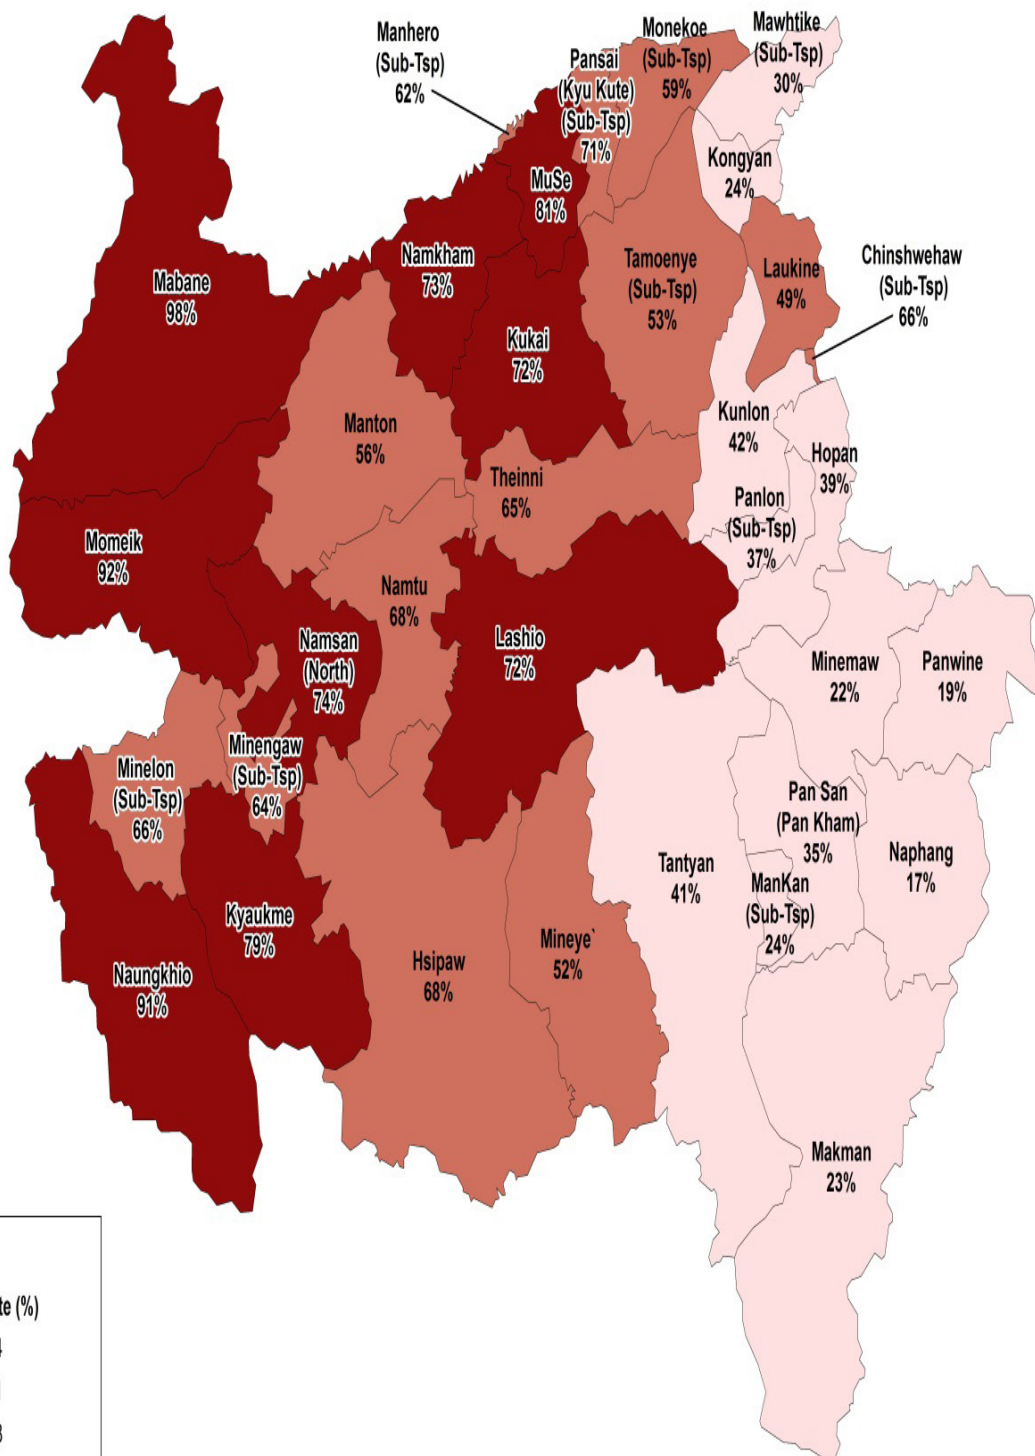 Manhero
(Sub-Tsp)
62%
Pansai
(Kyu Kute)
(Sub-Tsp)
71%
Monekoe
(Sub-Tsp)
59%
Mawhtike
(Sub-Tsp)
30%
Kongyan
24%
MuSe
81%
Namkham
73%
Mabane
98%
Tamoenye
(Sub-Tsp)
53%
Laukine
49%
Chinshwehaw
(Sub-Tsp)
66%
Kukai
72%
Manton
56%
Kunlon
42%
Hopan
39%
Theinni
65%
Panlon
(Sub-Tsp)
37%
Momeik
92%
Namtu
68%
Namsan
(North)
74%
Lashio
72%
Minemaw
22%
Panwine
19%
Minengaw
(Sub-Tsp)
64%
Minelon
(Sub-Tsp)
66%
Pan San
(Pan Kham)
35%
Tantyan
41%
ManKan
(Sub-Tsp)
24%
Naphang
17%
Kyaukme
79%
Mineye`
52%
Hsipaw
68%
Naungkhio
91%
Makman
23%
(%)